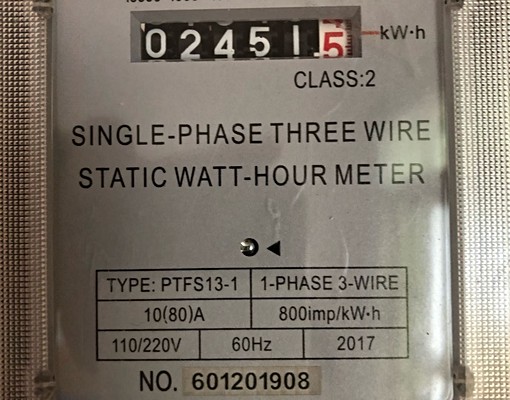 02451.5 kW·h
CLASS:2
SINGLE-PHASE THREE WIRE
STATIC WATT-HOUR METER
TYPE: PTFS13-1 1-PHASE 3-WIRE
10(80)A 800imp/kW·h
110/220V 60Hz 2017
NO. 601201908